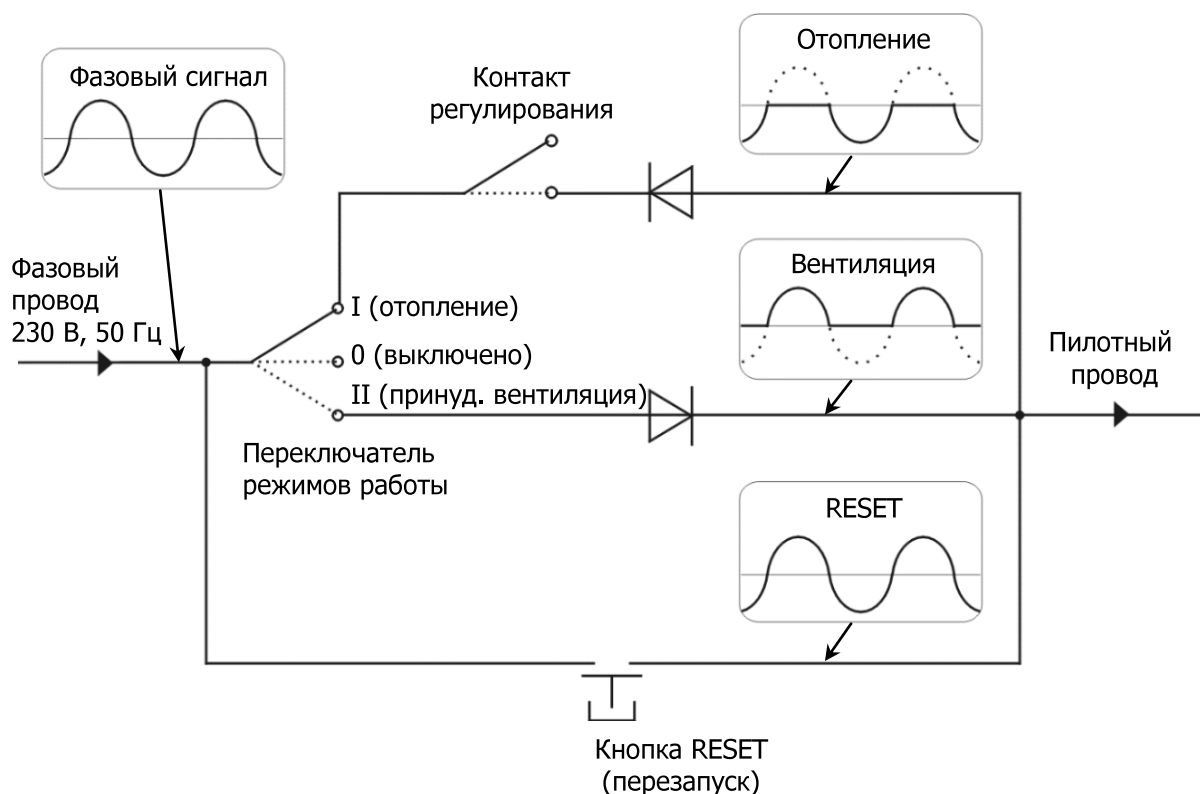 Фазовый сигнал
Контакт
регулирования
Отопление
Фазовый
провод
230 В, 50 Гц
I (отопление)
0 (выключено)
II (принуд. вентиляция)
Переключатель
режимов работы
Вентиляция
Пилотный
провод
RESET
Кнопка RESET
(перезапуск)